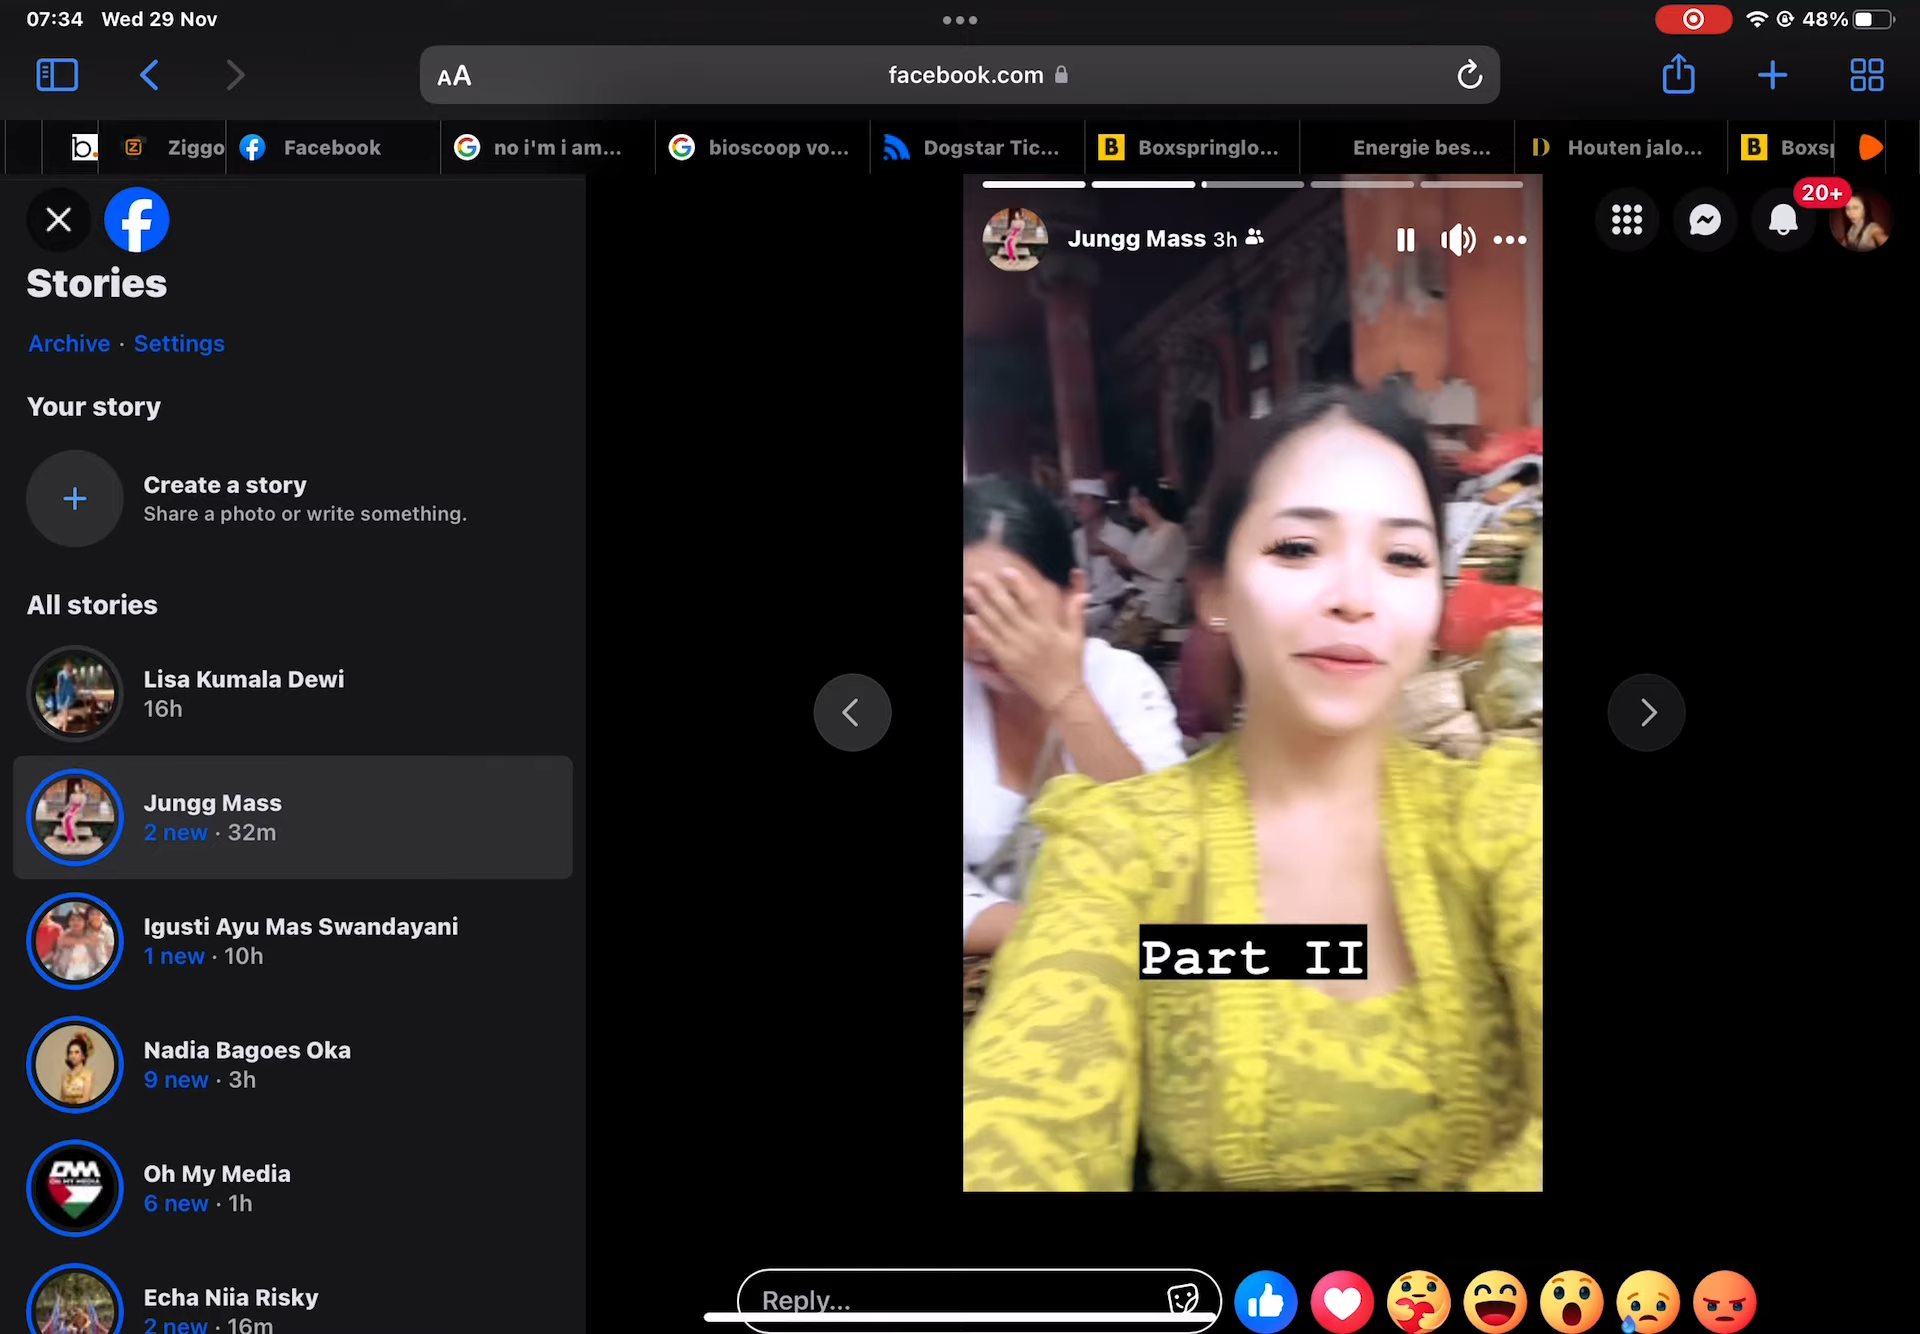 07:34 Wed 29 Nov
48%
AA
facebook.com
b.
Ziggo
Facebook
no i'm i am...
bioscoop vo...
Dogstar Tic...
B
Boxspringlo...
Energie bes...
D
Houten jalo...
B
Boxsp
20+
Stories
Archive · Settings
Your story
Create a story
Share a photo or write something.
All stories
Lisa Kumala Dewi
16h
Jungg Mass
2 new · 32m
Igusti Ayu Mas Swandayani
1 new · 10h
Nadia Bagoes Oka
9 new · 3h
Oh My Media
6 new · 1h
Echa Niia Risky
2 new · 16m
Jungg Mass 3h
Part II
Reply...